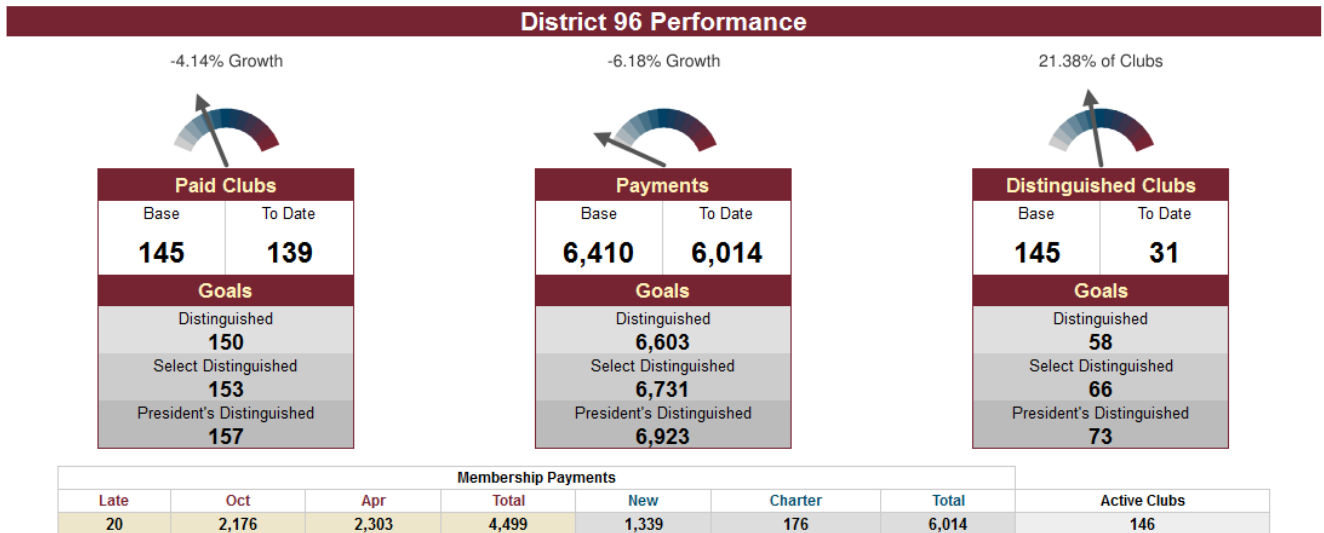 District 96 Performance
-4.14% Growth
-6.18% Growth
21.38% of Clubs
Paid Clubs
Base To Date
145 139
Goals
Distinguished
150
Select Distinguished
153
President's Distinguished
157
Payments
Base To Date
6,410 6,014
Goals
Distinguished
6,603
Select Distinguished
6,731
President's Distinguished
6,923
Distinguished Clubs
Base To Date
145 31
Goals
Distinguished
58
Select Distinguished
66
President's Distinguished
73
Membership Payments
Late Oct Apr Total New Charter Total Active Clubs
20 2,176 2,303 4,499 1,339 176 6,014 146